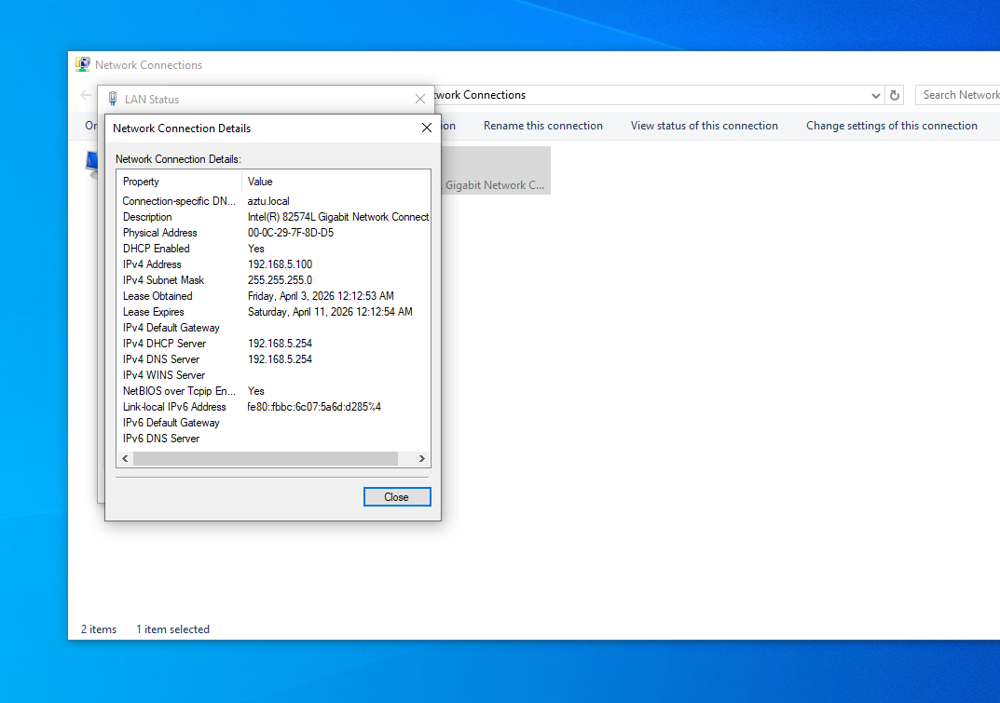 Network Connections
LAN Status
twork Connections
Search Network
Or
ion Rename this connection View status of this connection Change settings of this connection
Network Connection Details
Gigabit Network C...
Network Connection Details:
Property Value
Connection-specific DN... aztu.local
Description Intel(R) 82574L Gigabit Network Connect
Physical Address 00-0C-29-7F-8D-D5
DHCP Enabled Yes
IPv4 Address 192.168.5.100
IPv4 Subnet Mask 255.255.255.0
Lease Obtained Friday, April 3, 2026 12:12:53 AM
Lease Expires Saturday, April 11, 2026 12:12:54 AM
IPv4 Default Gateway
IPv4 DHCP Server 192.168.5.254
IPv4 DNS Server 192.168.5.254
IPv4 WINS Server
NetBIOS over Tcpip En... Yes
Link-local IPv6 Address fe80::fbbc:6c07:5a6d:d285%4
IPv6 Default Gateway
IPv6 DNS Server
Close
2 items 1 item selected